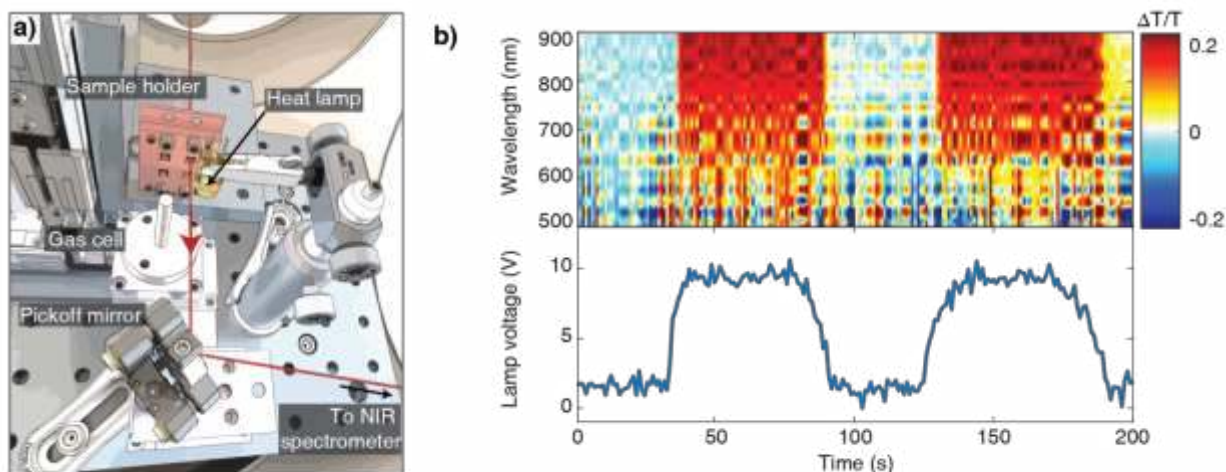 a)
Sample holder
Heat lamp
Gas cell
Pickoff mirror
To NIR
spectrometer
b)
ΔT/T
Wavelength (nm)
900
800
700
600
500
0.2
0
-0.2
Lamp voltage (V)
10
5
0
0
50
100
150
200
Time (s)